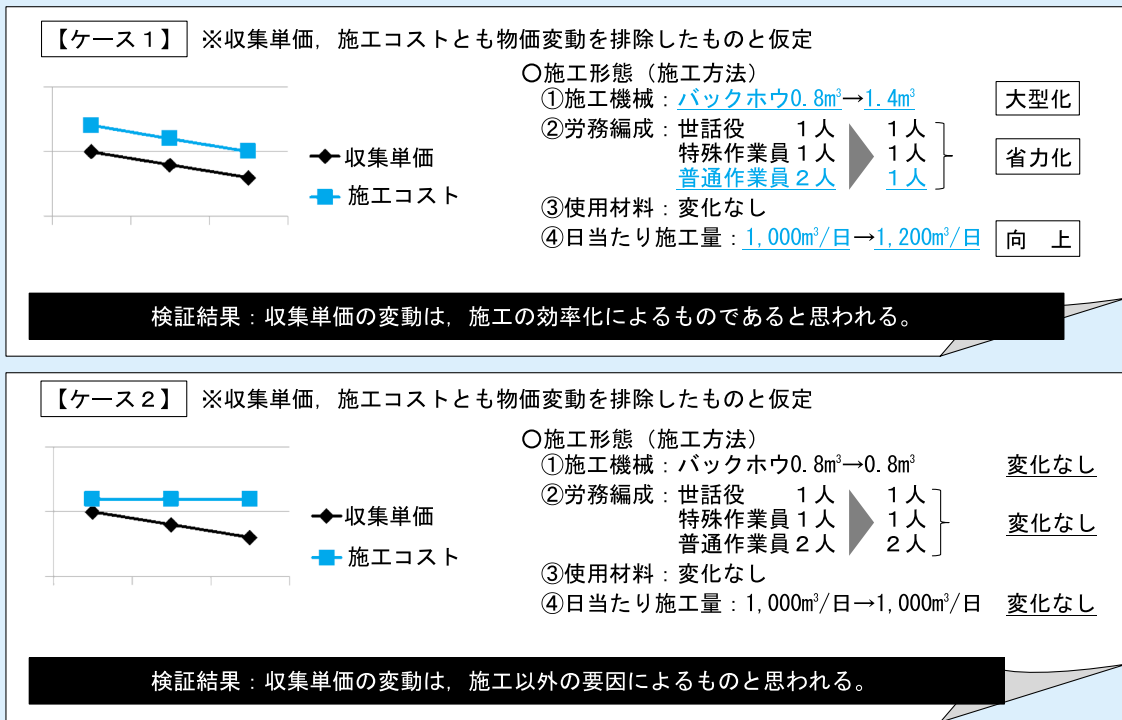 【ケース１】 ※収集単価，施工コストとも物価変動を排除したものと仮定
収集単価
施工コスト
〇施工形態（施工方法）
①施工機械：バックホウ0.8m³→1.4m³ 大型化
②労務編成：世話役 １人 １人
特殊作業員１人 １人 省力化
普通作業員２人 １人
③使用材料：変化なし
④日当たり施工量：1,000m³/日→1,200m³/日 向　上
検証結果：収集単価の変動は，施工の効率化によるものであると思われる。
【ケース２】 ※収集単価，施工コストとも物価変動を排除したものと仮定
収集単価
施工コスト
〇施工形態（施工方法）
①施工機械：バックホウ0.8m³→0.8m³ 変化なし
②労務編成：世話役 １人 １人
特殊作業員１人 １人 変化なし
普通作業員２人 ２人
③使用材料：変化なし
④日当たり施工量：1,000m³/日→1,000m³/日 変化なし
検証結果：収集単価の変動は，施工以外の要因によるものと思われる。